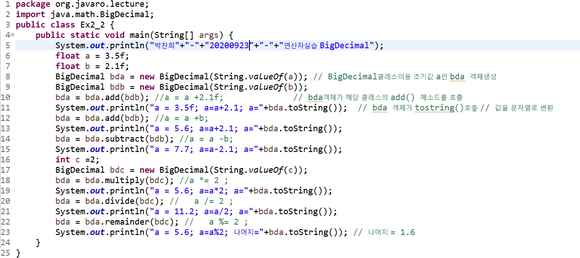 1 package org.javaro.lecture;
2 import java.math.BigDecimal;
3 public class Ex2_2 {
4 public static void main(String[] args) {
5 System.out.println("박찬희"+"-"+"20200923"+"-"+"연산자실습 BigDecimal");
6 float a = 3.5f;
7 float b = 2.1f;
8 BigDecimal bda = new BigDecimal(String.valueOf(a)); // BigDecimal클래스이용 초기값 a인 bda 객체생성
9 BigDecimal bdb = new BigDecimal(String.valueOf(b));
10 bda = bda.add(bdb); //a = a +2.1f; // bda객체가 해당 클래스의 add() 메소드를 호출
11 System.out.println("a = 3.5f; a=a+2.1; a="+bda.toString()); // bda 객체가 tostring()호출 // 값을 문자열로 변환
12 bda = bda.add(bdb); //a = a +b;
13 System.out.println("a = 5.6; a=a+2.1; a="+bda.toString());
14 bda = bda.subtract(bdb); //a = a -b;
15 System.out.println("a = 7.7; a=a-2.1; a="+bda.toString());
16 int c =2;
17 BigDecimal bdc = new BigDecimal(String.valueOf(c));
18 bda = bda.multiply(bdc); //a *= 2 ;
19 System.out.println("a = 5.6; a=a*2; a="+bda.toString());
20 bda = bda.divide(bdc); // a /= 2 ;
21 System.out.println("a = 11.2; a=a/2; a="+bda.toString());
22 bda = bda.remainder(bdc); // a %= 2 ;
23 System.out.println("a = 5.6; a=a%2; 나머지="+bda.toString()); // 나머지 = 1.6
24 }
25 }